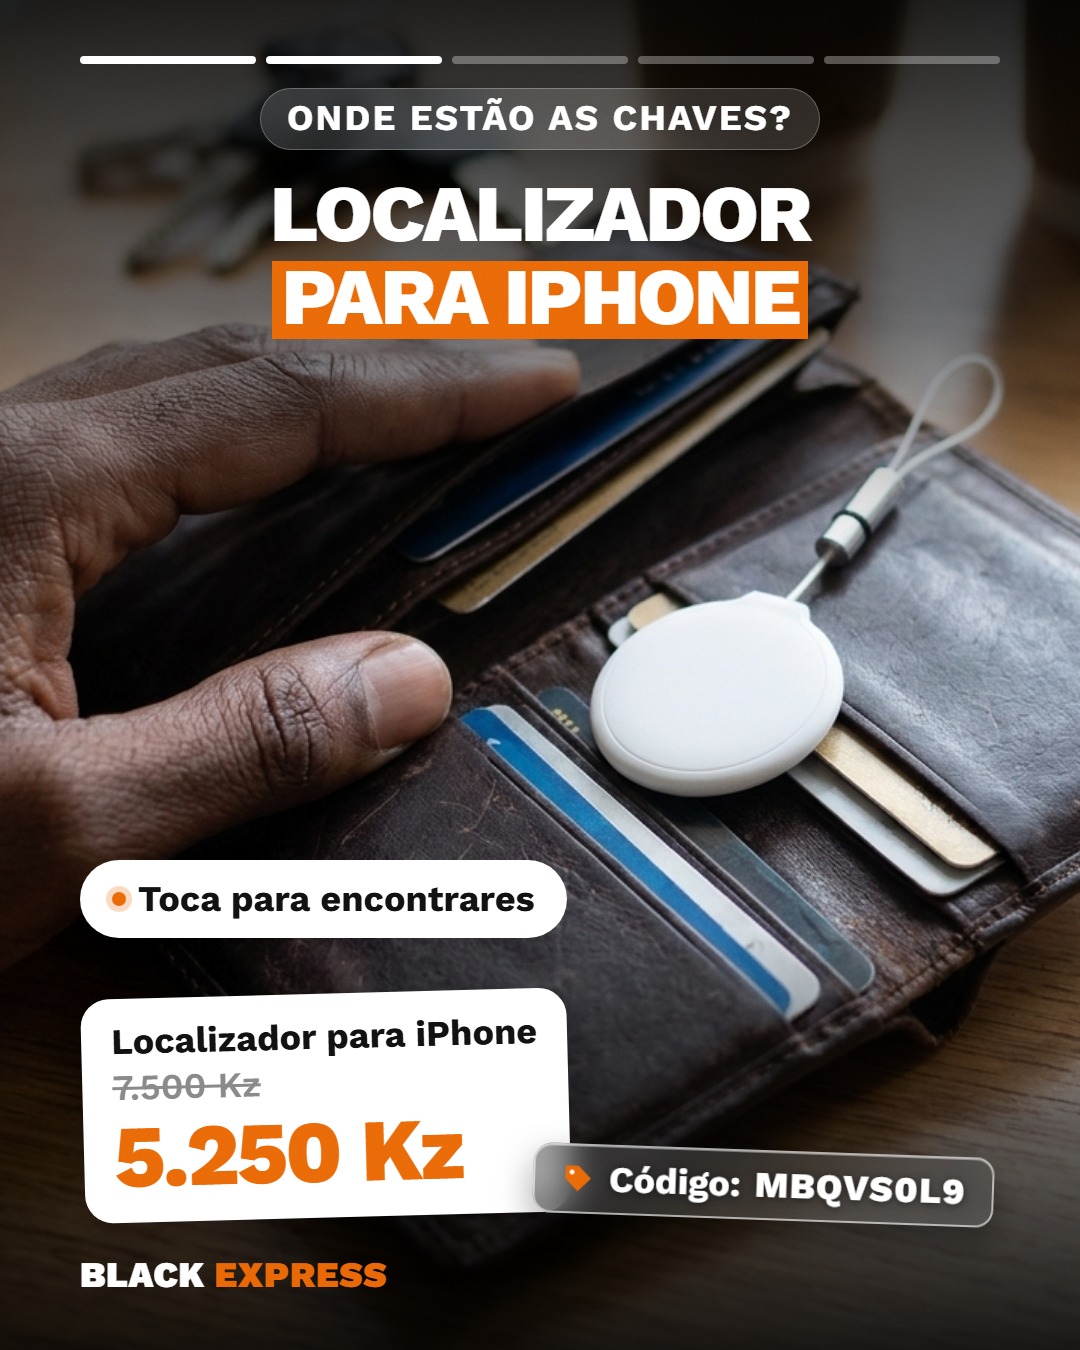 ONDE ESTÃO AS CHAVES?
LOCALIZADOR
PARA IPHONE
Toca para encontrares
Localizador para iPhone
7.500 Kz
5.250 Kz
Código: MBQVS0L9
BLACK EXPRESS